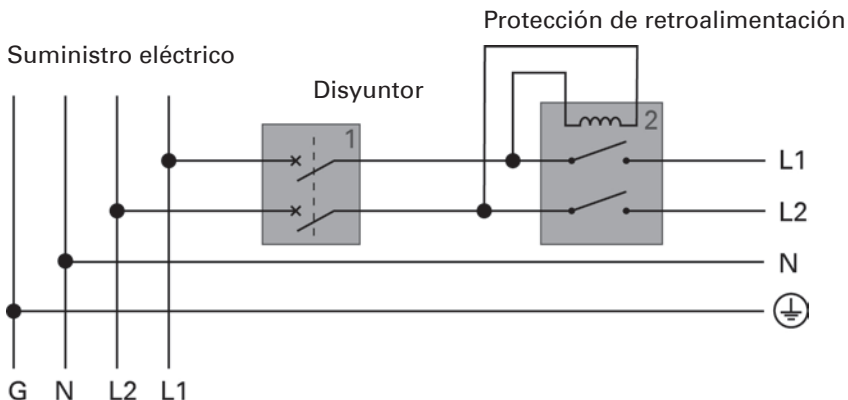 Protección de retroalimentación
Suministro eléctrico
Disyuntor
1
2
L1
L2
N
G N L2 L1